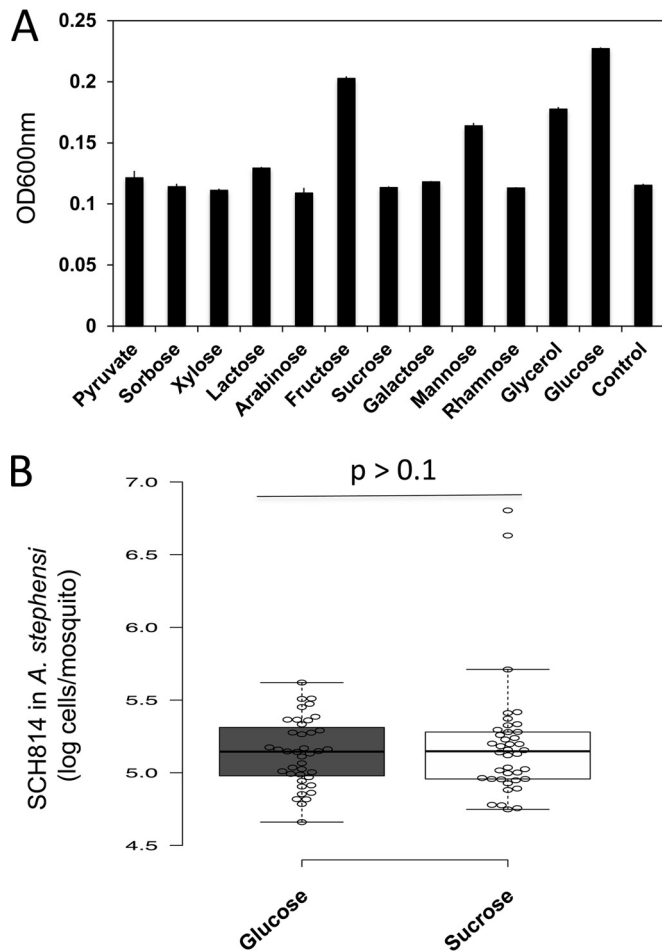 A
0.25
0.2
0.15
0.1
0.05
0
OD600nm
Pyruvate
Sorbose
Xylose
Lactose
Arabinose
Fructose
Sucrose
Galactose
Mannose
Rhamnose
Glycerol
Glucose
Control
B
p > 0.1
7.0
6.5
6.0
5.5
5.0
4.5
SCH814 in A. stephensi
(log cells/mosquito)
Glucose
Sucrose